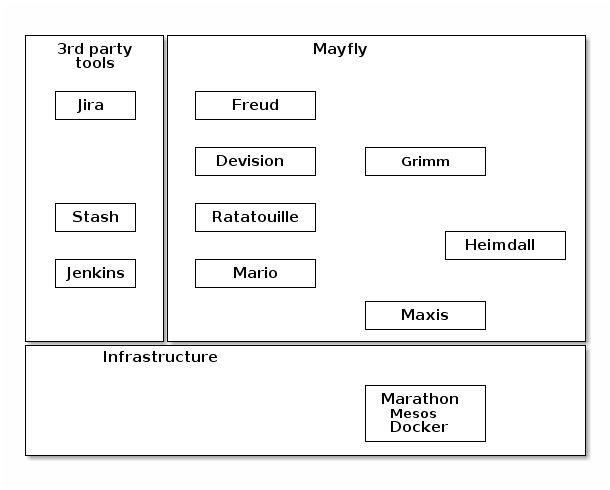 3rd party
tools
Jira
Stash
Jenkins
Mayfly
Freud
Devision
Grimm
Ratatouille
Heimdall
Mario
Maxis
Infrastructure
Marathon
Mesos
Docker